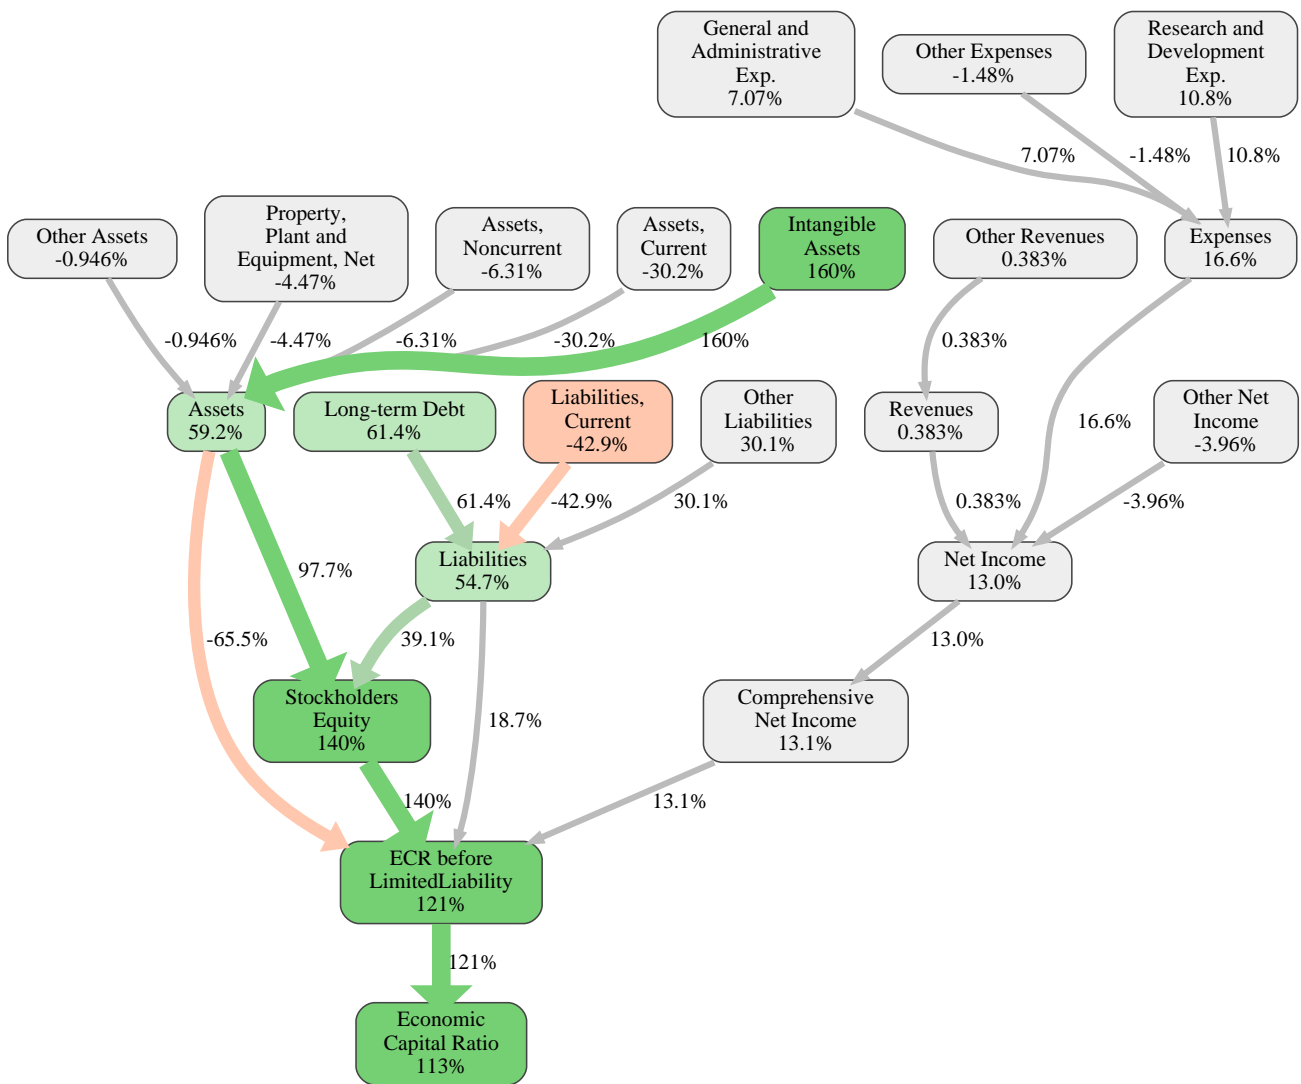 General and
Administrative
Exp.
7.07%
Other Expenses
-1.48%
Research and
Development
Exp.
10.8%
7.07%
-1.48%
10.8%
Other Assets
-0.946%
Property,
Plant and
Equipment, Net
-4.47%
Assets,
Noncurrent
-6.31%
Assets,
Current
-30.2%
Intangible
Assets
160%
Other Revenues
0.383%
Expenses
16.6%
-0.946%
-4.47%
-6.31%
-30.2%
160%
0.383%
Assets
59.2%
Long-term Debt
61.4%
Liabilities,
Current
-42.9%
Other
Liabilities
30.1%
Revenues
0.383%
16.6%
Other Net
Income
-3.96%
61.4%
-42.9%
30.1%
0.383%
-3.96%
97.7%
Liabilities
54.7%
Net Income
13.0%
-65.5%
39.1%
13.0%
Stockholders
Equity
140%
18.7%
Comprehensive
Net Income
13.1%
140%
13.1%
ECR before
LimitedLiability
121%
121%
Economic
Capital Ratio
113%